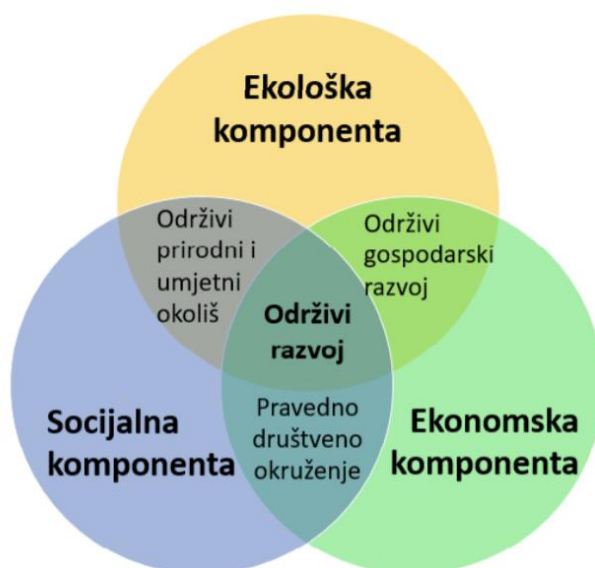 Ekološka
komponenta
Održivi
prirodni i
umjetni
okoliš
Održivi
gospodarski
razvoj
Održivi
razvoj
Socijalna
komponenta
Pravedno
društveno
okruženje
Ekonomska
komponenta